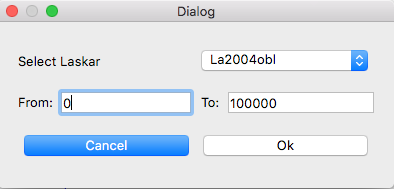 Dialog
Select Laskar La2004obl
From: 0 To: 100000
Cancel Ok